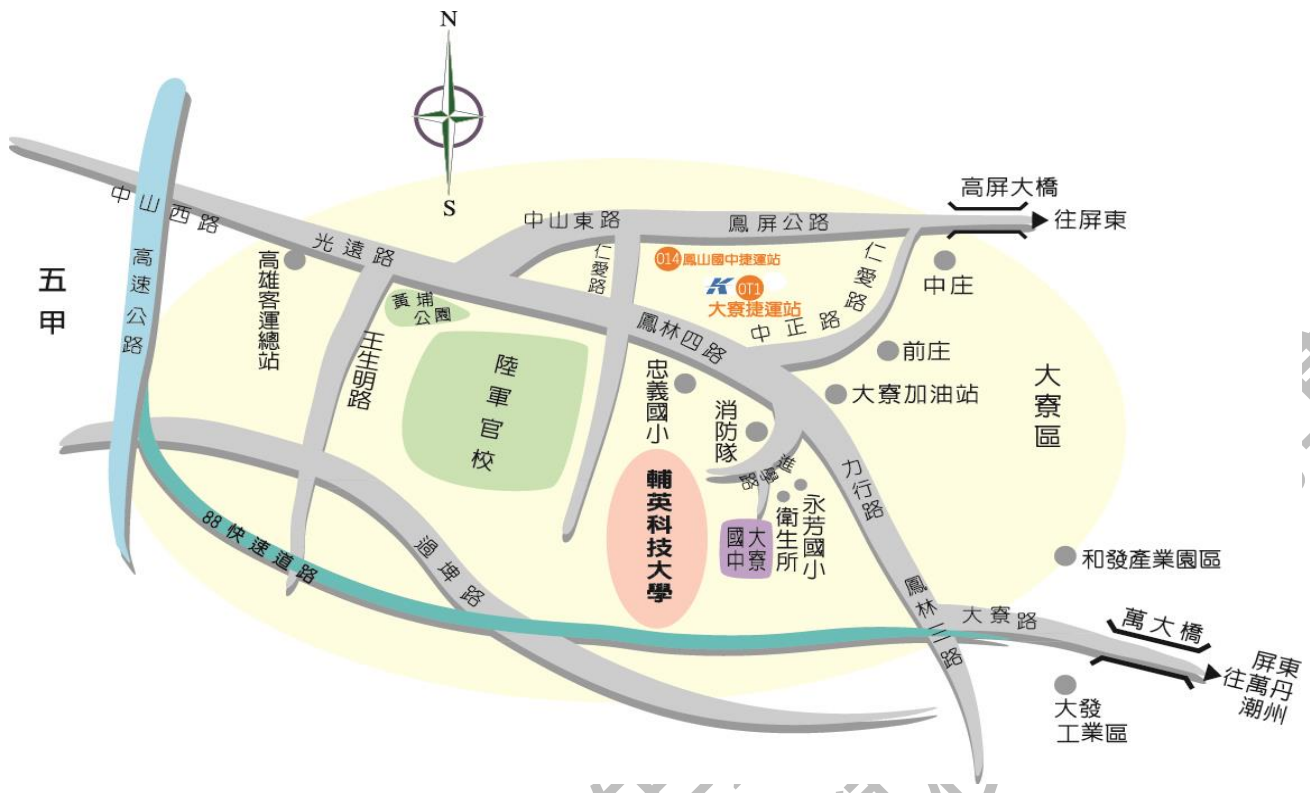 N
S
高屏大橋
往屏東
中山東路
鳳屏公路
中山西路
光遠路
仁愛路
仁愛路
高速公路
五甲
高雄客運總站
014 鳳山國中捷運站
K OT1
大寮捷運站
中庄
黃埔
公園
鳳林四路
中正路
前庄
王生明路
陸軍官校
忠義國小
消防隊
大寮加油站
大寮區
輔英科技大學
進學路
力行路
大寮
國中
衛生所
永芳國小
88快速道路
過埤路
和發產業園區
鳳林三路
大寮路
萬大橋
屏東
往萬丹
潮州
大發
工業區